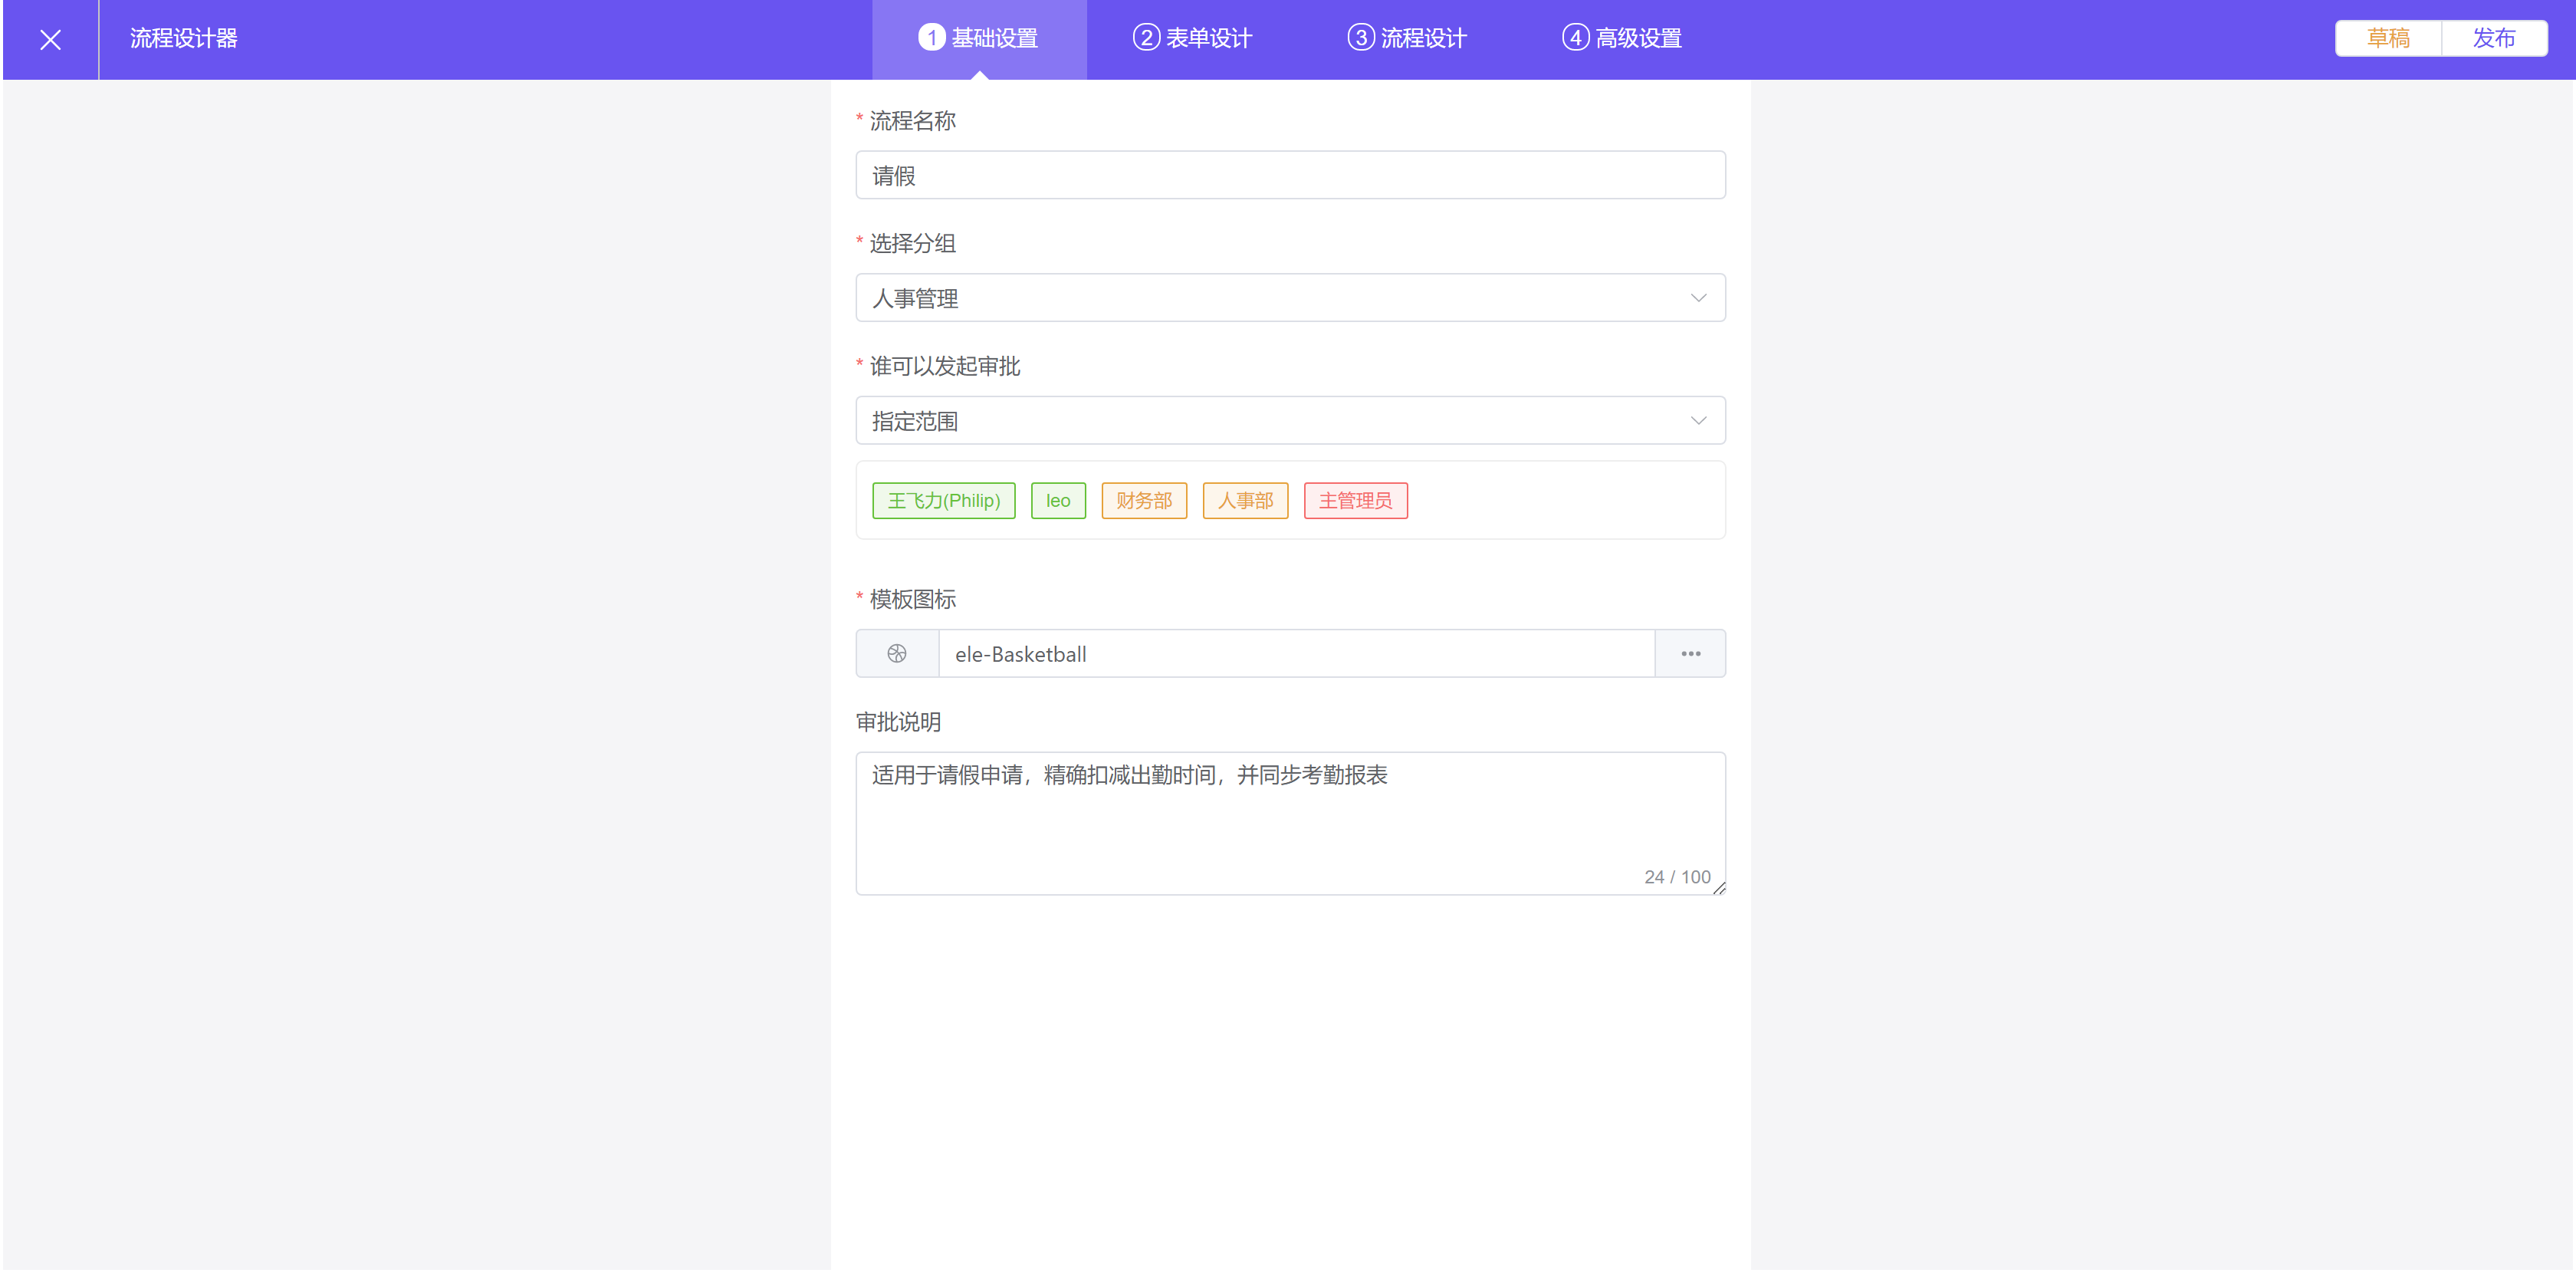 流程设计器
1 基础设置
2 表单设计
3 流程设计
4 高级设置
草稿
发布
* 流程名称
请假
* 选择分组
人事管理
* 谁可以发起审批
指定范围
王飞力(Philip) leo 财务部 人事部 主管理员
* 模板图标
ele-Basketball
审批说明
适用于请假申请，精确扣减出勤时间，并同步考勤报表
24 / 100